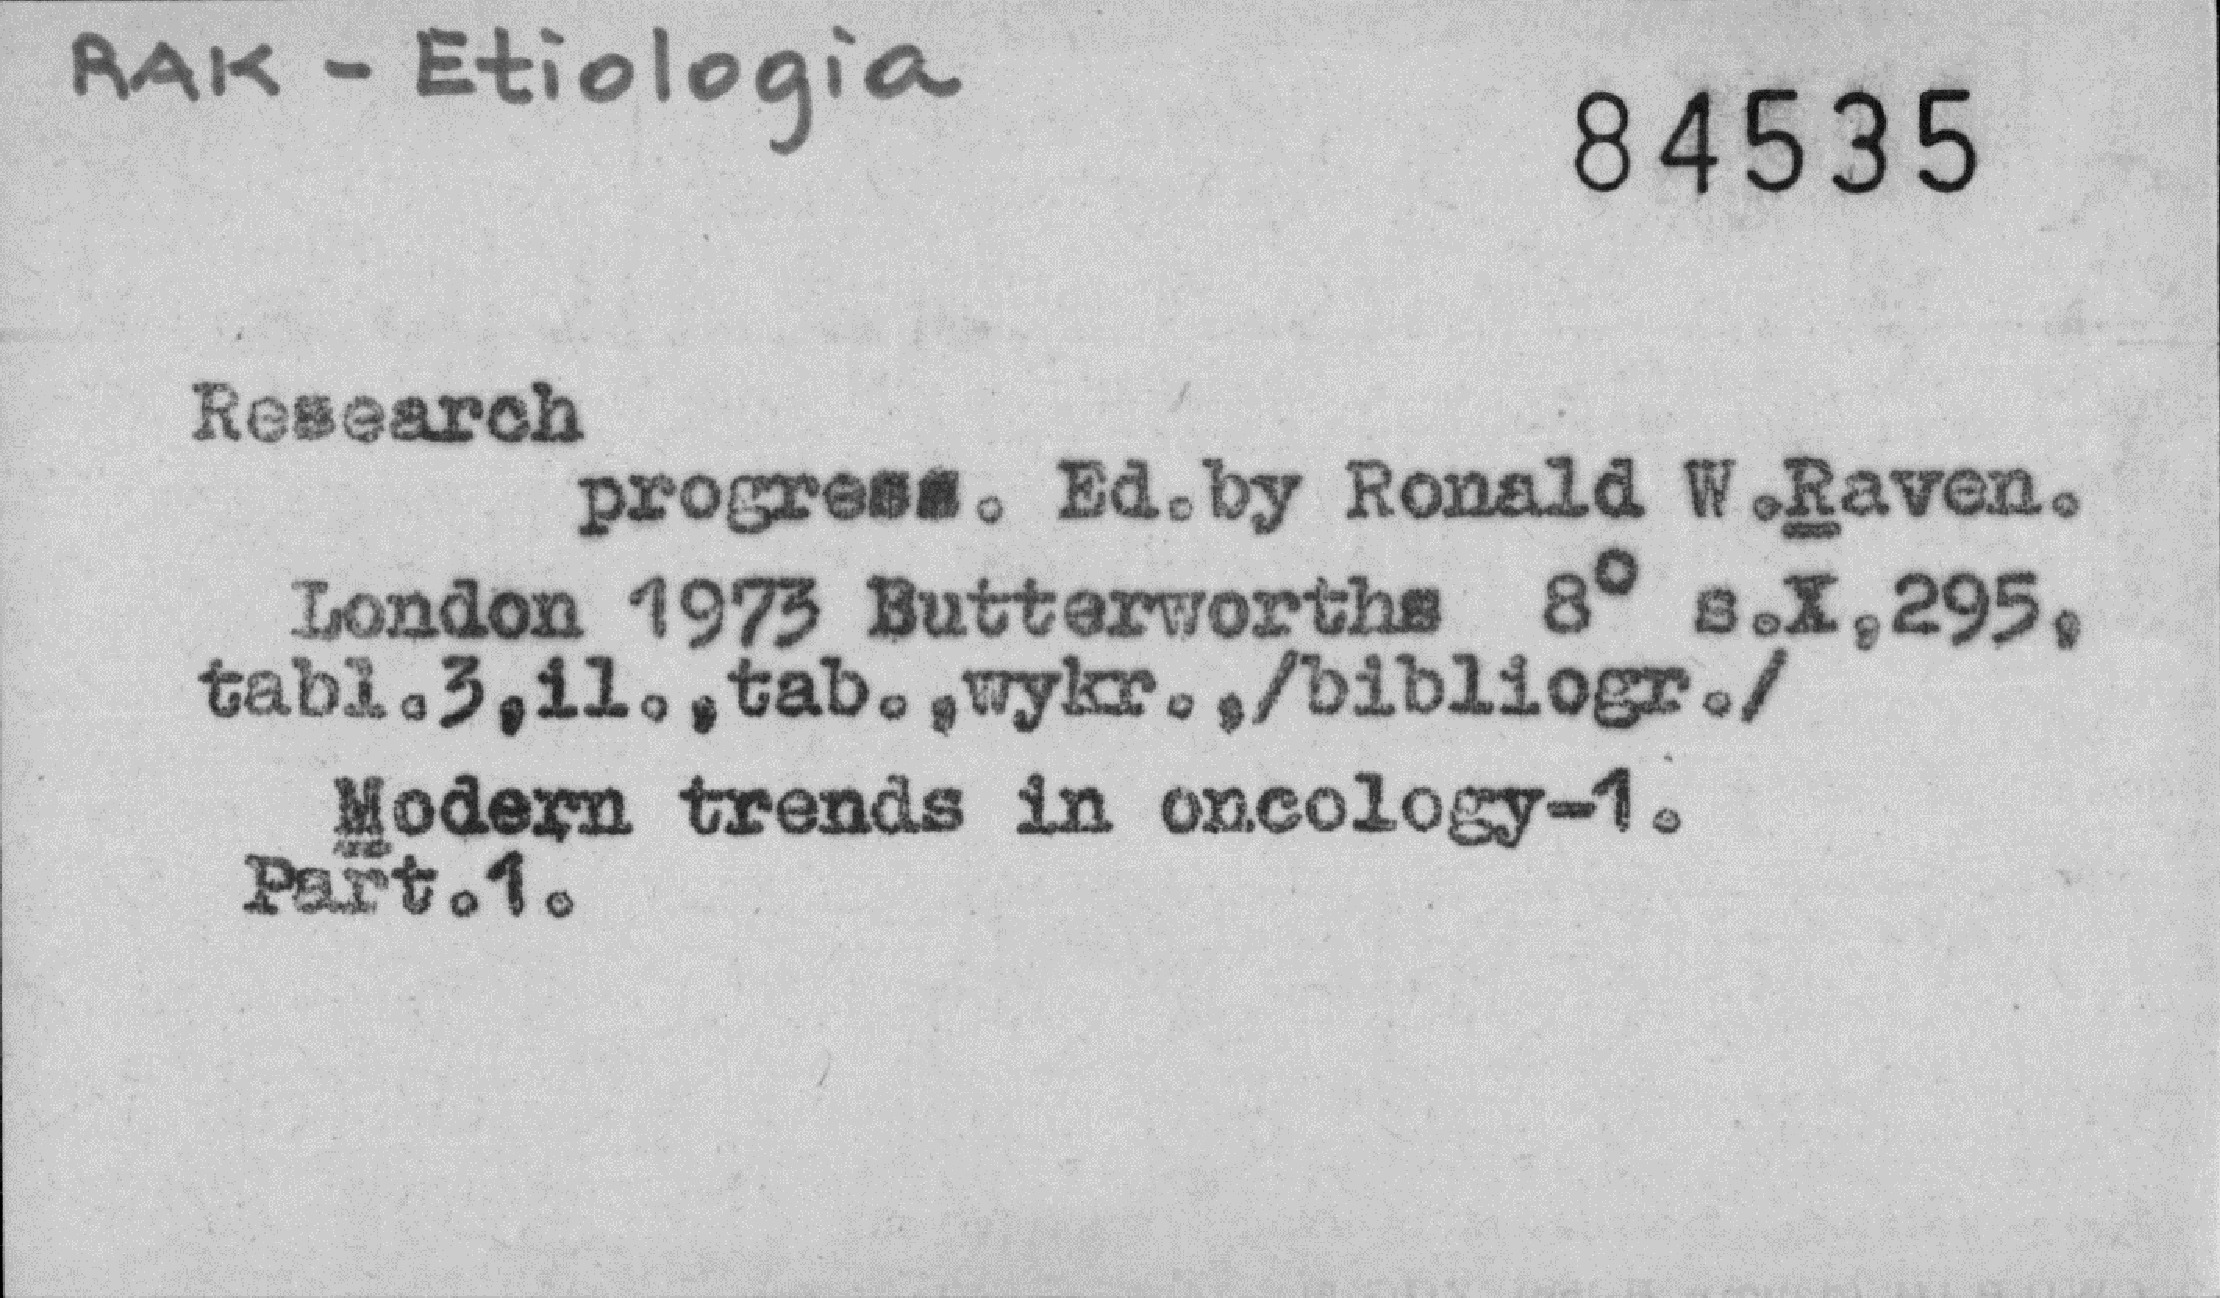 RAK - Etiologia
84535
Research
progress. Ed.by Ronald W.Raven.
London 1973 Butterworths 8° s.X,295,
tabl.3,il.,tab.,wykr.,/bibliogr./
Modern trends in oncology-1.
Part.1.